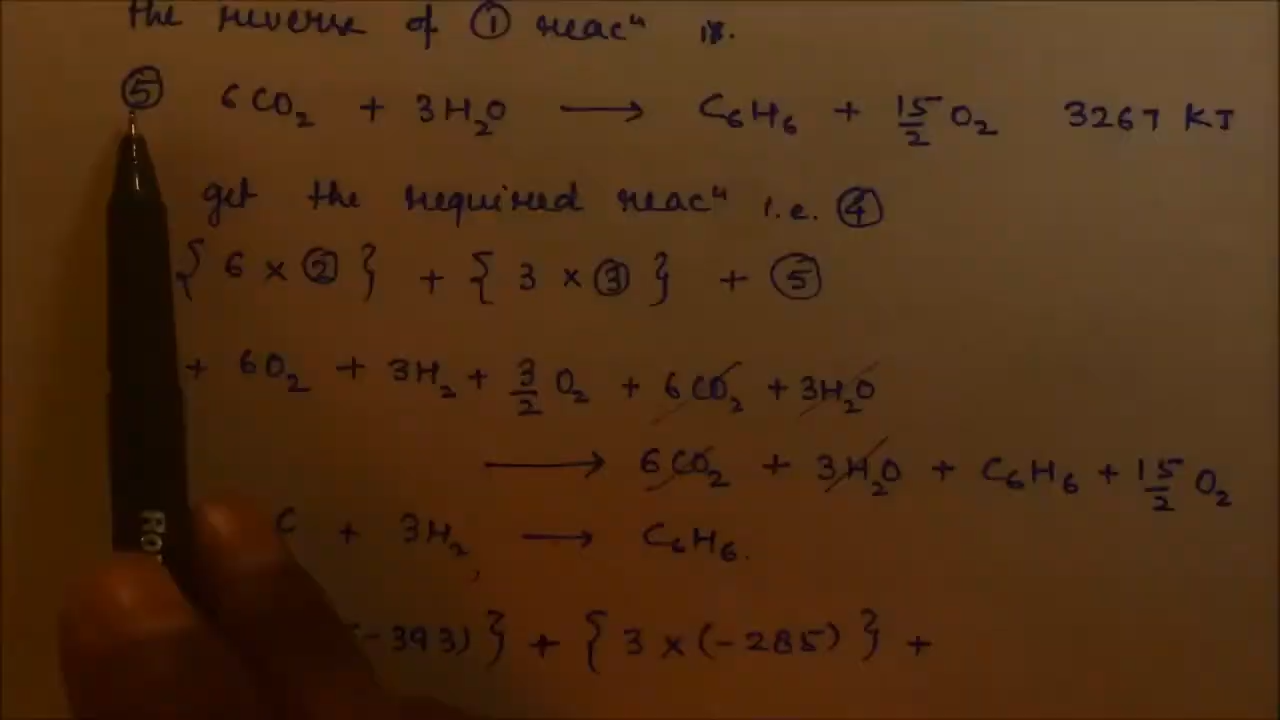 the reverse of ① reacⁿ is.
⑤ 6CO₂ + 3H₂O ⟶ C₆H₆ + 15/2 O₂ 3267 KJ
get the required reacⁿ i.e. ④
{ 6 × ② } + { 3 × ③ } + ⑤
+ 6O₂ + 3H₂ + 3/2 O₂ + 6CO₂ + 3H₂O
⟶ 6CO₂ + 3H₂O + C₆H₆ + 15/2 O₂
C + 3H₂ ⟶ C₆H₆.
(-393) } + { 3 × (-285) } +
Ro